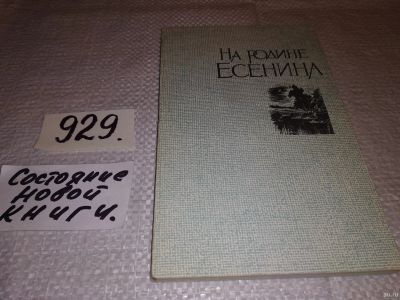 На родине
ЕСЕНИНА
929.
Состояние
новой
книги.